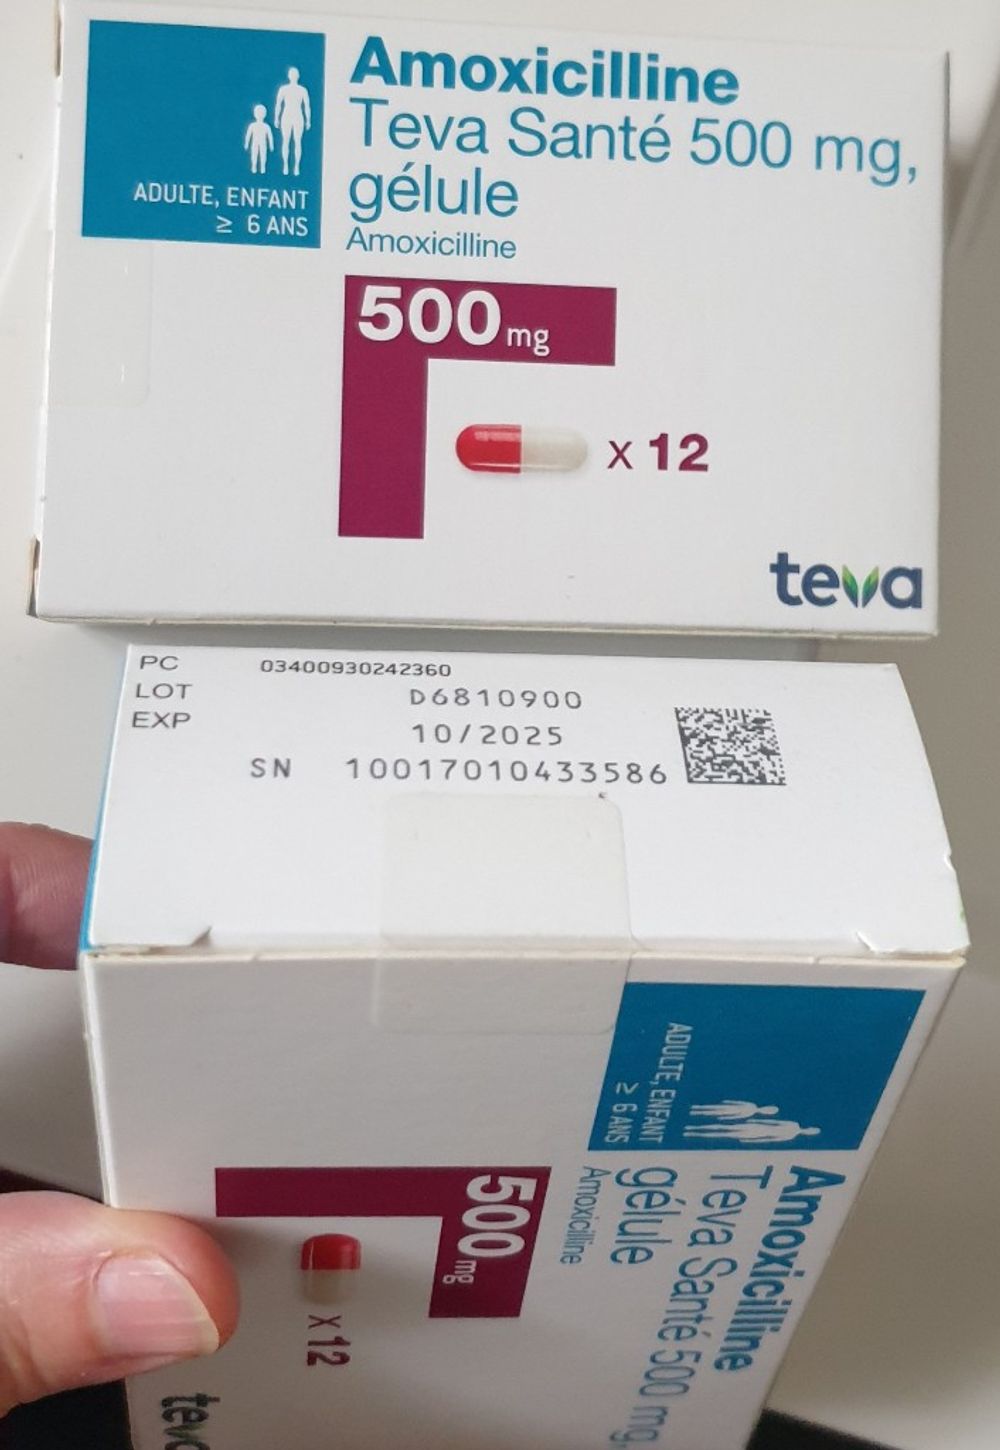 Amoxicilline
Teva Santé 500 mg,
gélule
Amoxicilline
ADULTE, ENFANT
≥ 6 ANS
500 mg
x 12
teva
PC 03400930242360
LOT D6810900
EXP 10/2025
SN 10017010433586
ADULTE, ENFANT
≥ 6 ANS
Amoxicilline
Teva Santé 500 mg,
gélule
Amoxicilline
500 mg
x 12
teva